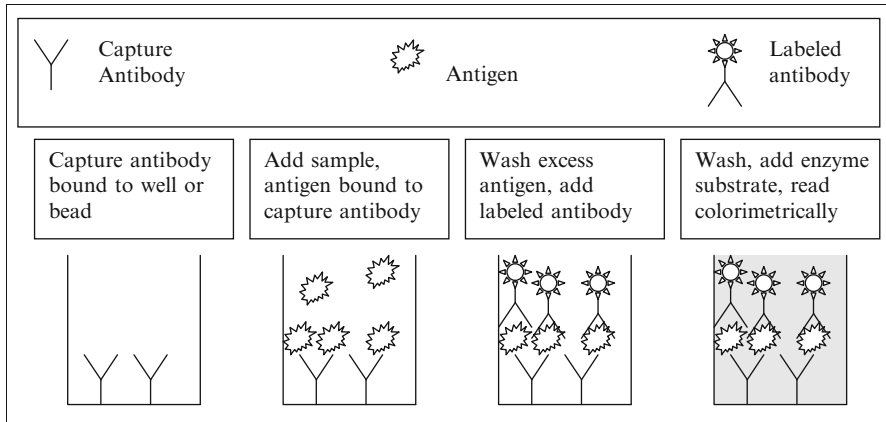 Capture
Antibody
Antigen
Labeled
antibody
Capture antibody
bound to well or
bead
Add sample,
antigen bound to
capture antibody
Wash excess
antigen, add
labeled antibody
Wash, add enzyme
substrate, read
colorimetrically